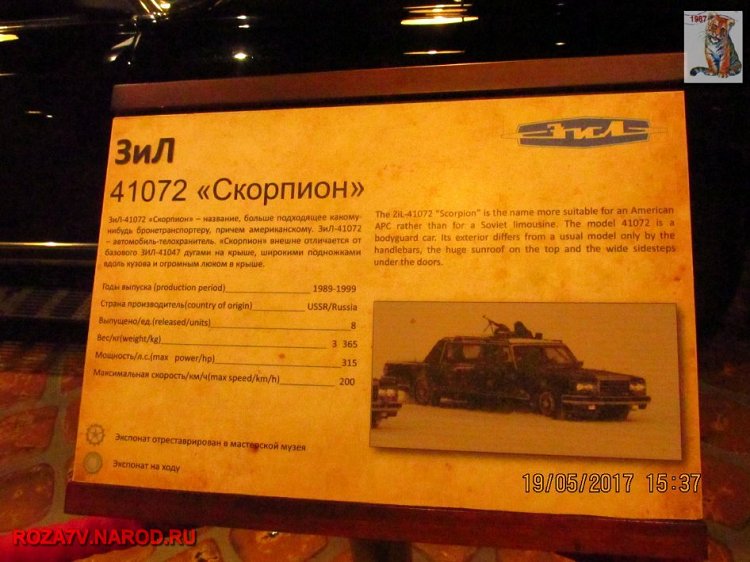 1987
ЗиЛ
ЗиЛ
41072 «Скорпион»
ЗиЛ-41072 «Скорпион» – название, больше подходящее какому-
нибудь бронетранспортеру, причем американскому. ЗиЛ-41072
– автомобиль-телохранитель. «Скорпион» внешне отличается от
базового ЗИЛ-41047 дугами на крыше, широкими подножками
вдоль кузова и огромным люком в крыше.
The ZiL-41072 "Scorpion" is the name more suitable for an American
APC rather than for a Soviet limousine. The model 41072 is a
bodyguard car. Its exterior differs from a usual model only by the
handlebars, the huge sunroof on the top and the wide sidesteps
under the doors.
Годы выпуска (production period) 1989-1999
Страна производитель(country of origin) USSR/Russia
Выпущено/ед.(released/units) 8
Вес/кг(weight/kg) 3 365
Мощность/л.с.(max power/hp) 315
Максимальная скорость/км/ч(max speed/km/h) 200
Экспонат отреставрирован в мастерской музея
Экспонат на ходу
19/05/2017 15:37
ROZA7V.NAROD.RU